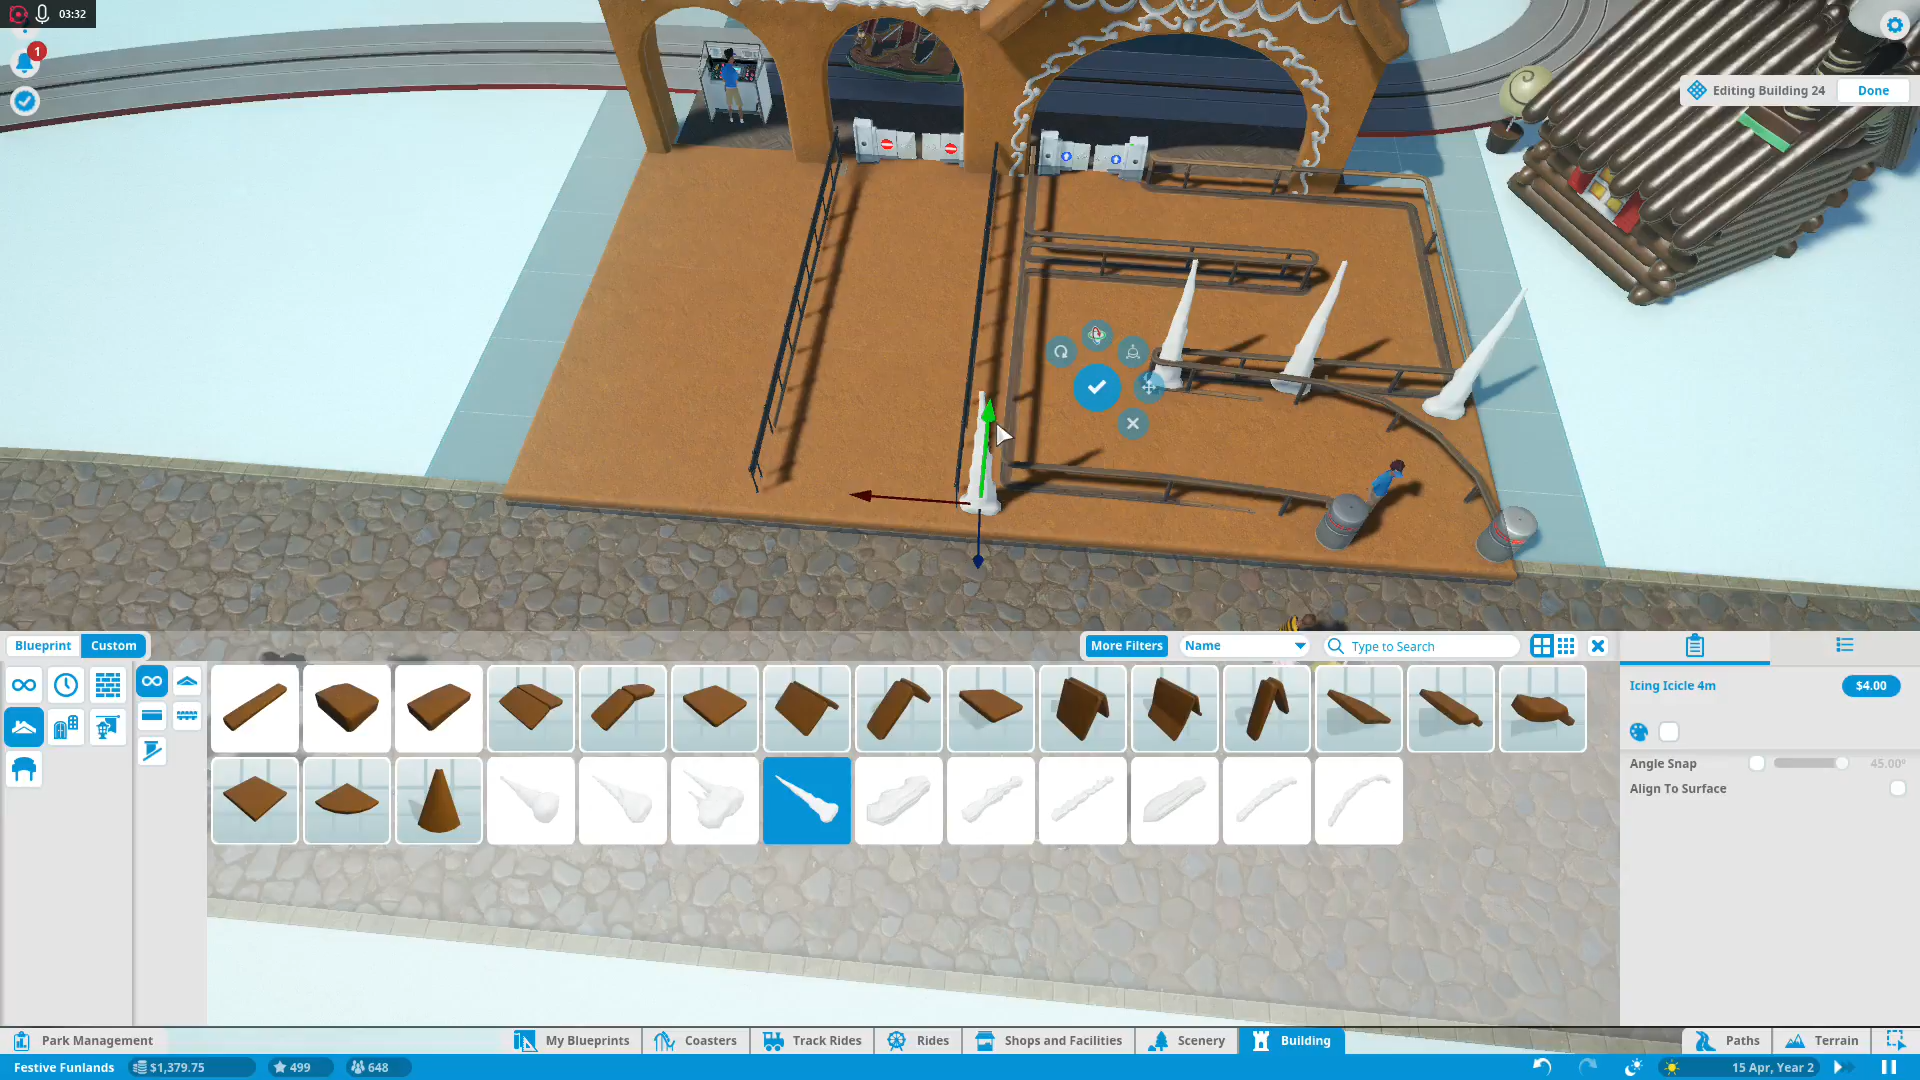 03:32
1
Editing Building 24
Done
Blueprint
Custom
More Filters
Name
Type to Search
Icing Icicle 4m
$4.00
Angle Snap
45.00°
Align To Surface
Park Management
My Blueprints
Coasters
Track Rides
Rides
Shops and Facilities
Scenery
Building
Paths
Terrain
Festive Funlands
$1,379.75
499
648
15 Apr, Year 2